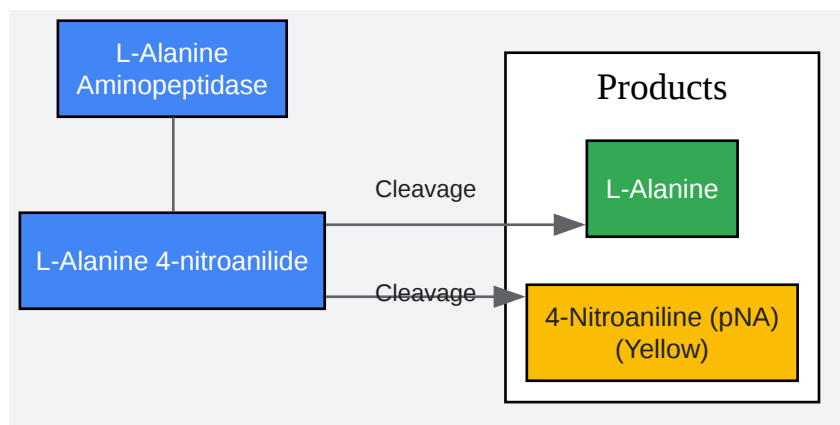 L-Alanine
Aminopeptidase
Products
Cleavage
L-Alanine
L-Alanine 4-nitroanilide
Cleavage
4-Nitroaniline (pNA)
(Yellow)